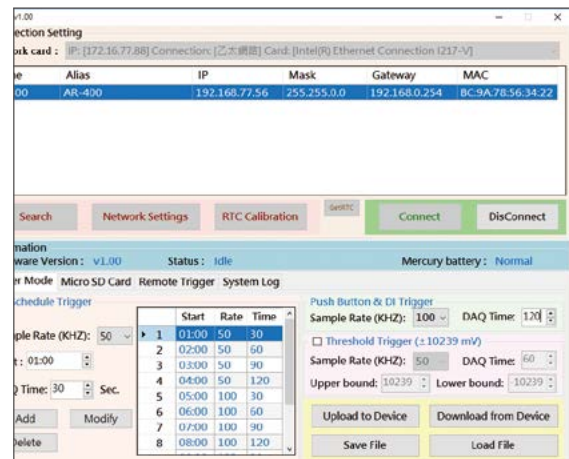 v1.00
ection Setting
ork card : IP: [172.16.77.88] Connection: [乙太網路] Card: [Intel(R) Ethernet Connection I217-V]
e Alias IP Mask Gateway MAC
00 AR-400 192.168.77.56 255.255.0.0 192.168.0.254 BC:9A:78:56:34:22
Search Network Settings RTC Calibration GetRTC Connect DisConnect
mation
ware Version : v1.00 Status : Idle Mercury battery : Normal
er Mode Micro SD Card Remote Trigger System Log
Schedule Trigger Push Button & DI Trigger
Start Rate Time Sample Rate (KHZ): 100 DAQ Time: 120
ple Rate (KHZ): 50 1 01:00 50 30
2 02:00 50 60 Threshold Trigger (±10239 mV)
t : 01:00 3 03:00 50 90 Sample Rate (KHZ): 50 DAQ Time: 60
4 04:00 50 120 Upper bound: 10239 Lower bound: -10239
Q Time: 30 Sec. 5 05:00 100 30
Add Modify 6 06:00 100 60 Upload to Device Download from Device
7 07:00 100 90
Delete 8 08:00 100 120 Save File Load File